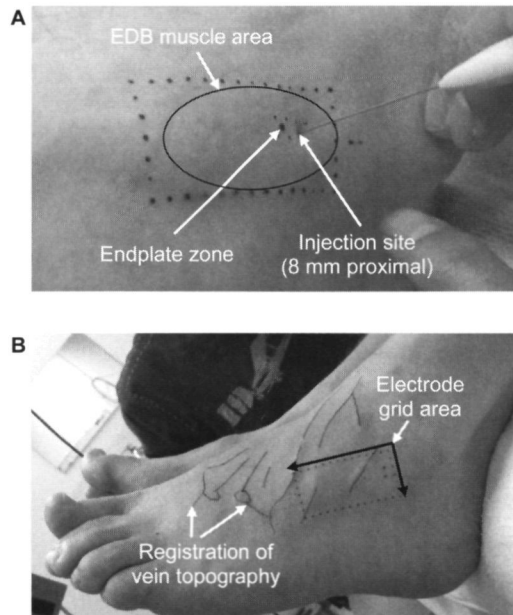 A
EDB muscle area
Endplate zone
Injection site
(8 mm proximal)
B
Electrode
grid area
Registration of
vein topography